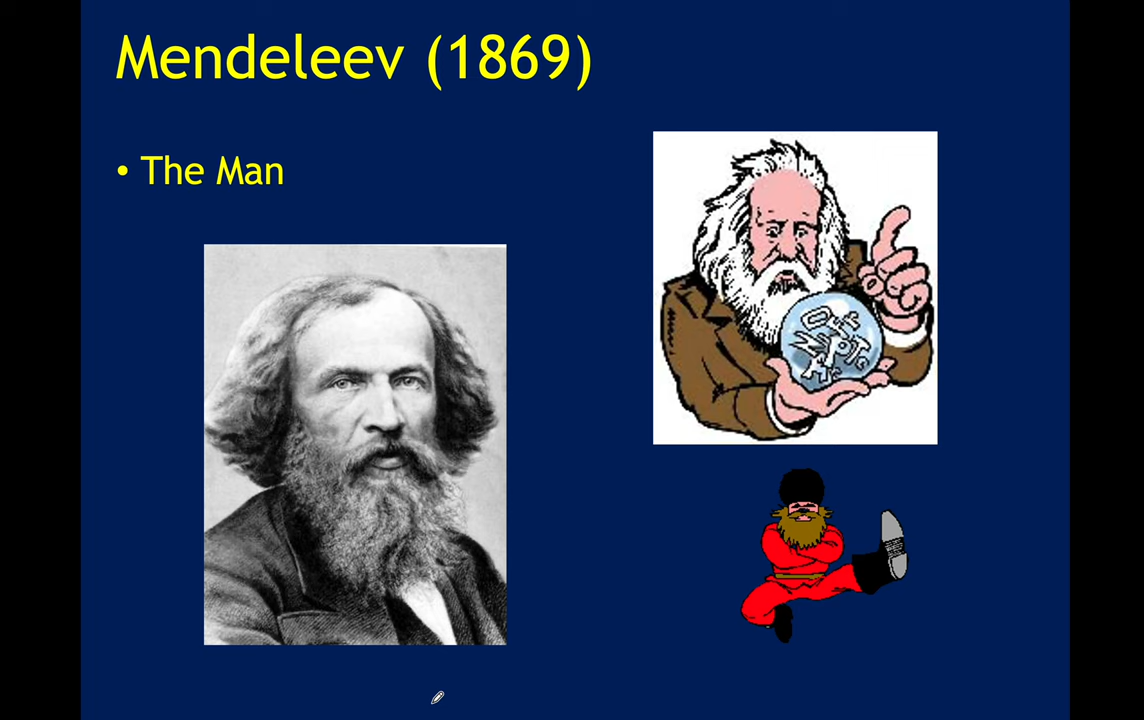 Mendeleev (1869)
• The Man